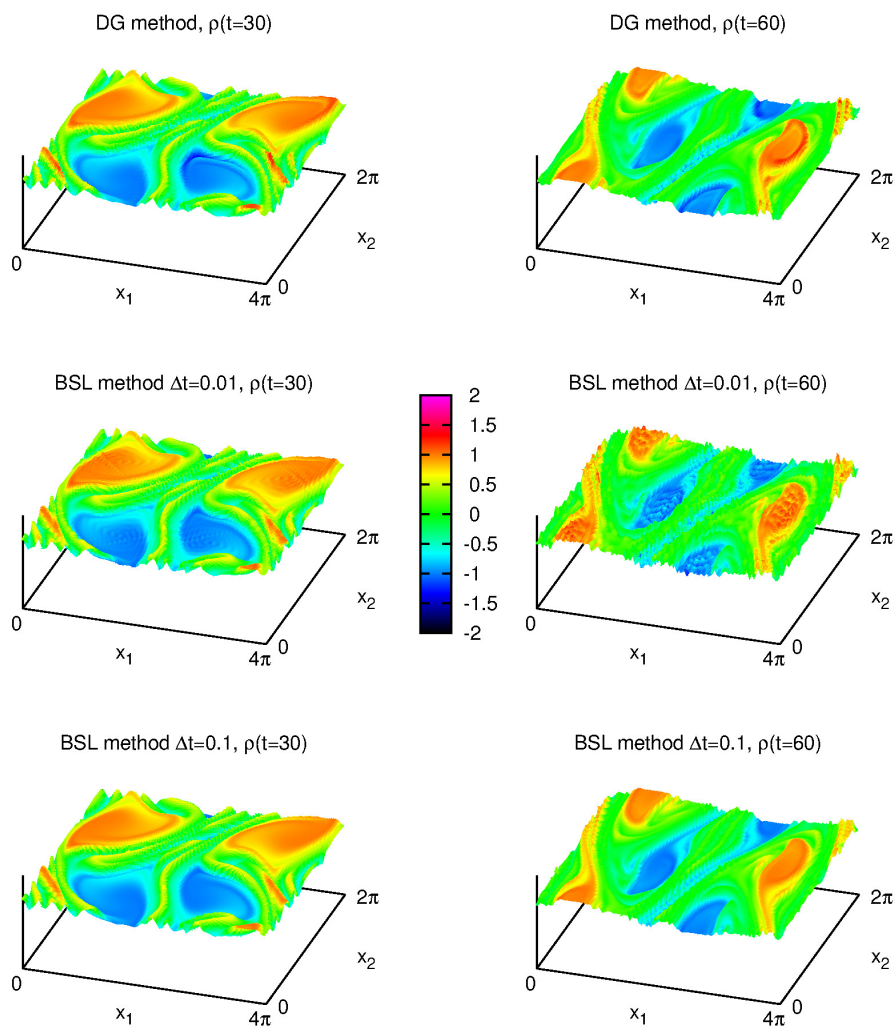 DG method, ρ(t=30)
DG method, ρ(t=60)
2π
x2
0
x1
4π
0
2π
x2
0
x1
4π
0
BSL method Δt=0.01, ρ(t=30)
BSL method Δt=0.01, ρ(t=60)
2
1.5
1
0.5
0
-0.5
-1
-1.5
-2
2π
x2
0
x1
4π
0
2π
x2
0
x1
4π
0
BSL method Δt=0.1, ρ(t=30)
BSL method Δt=0.1, ρ(t=60)
2π
x2
0
x1
4π
0
2π
x2
0
x1
4π
0